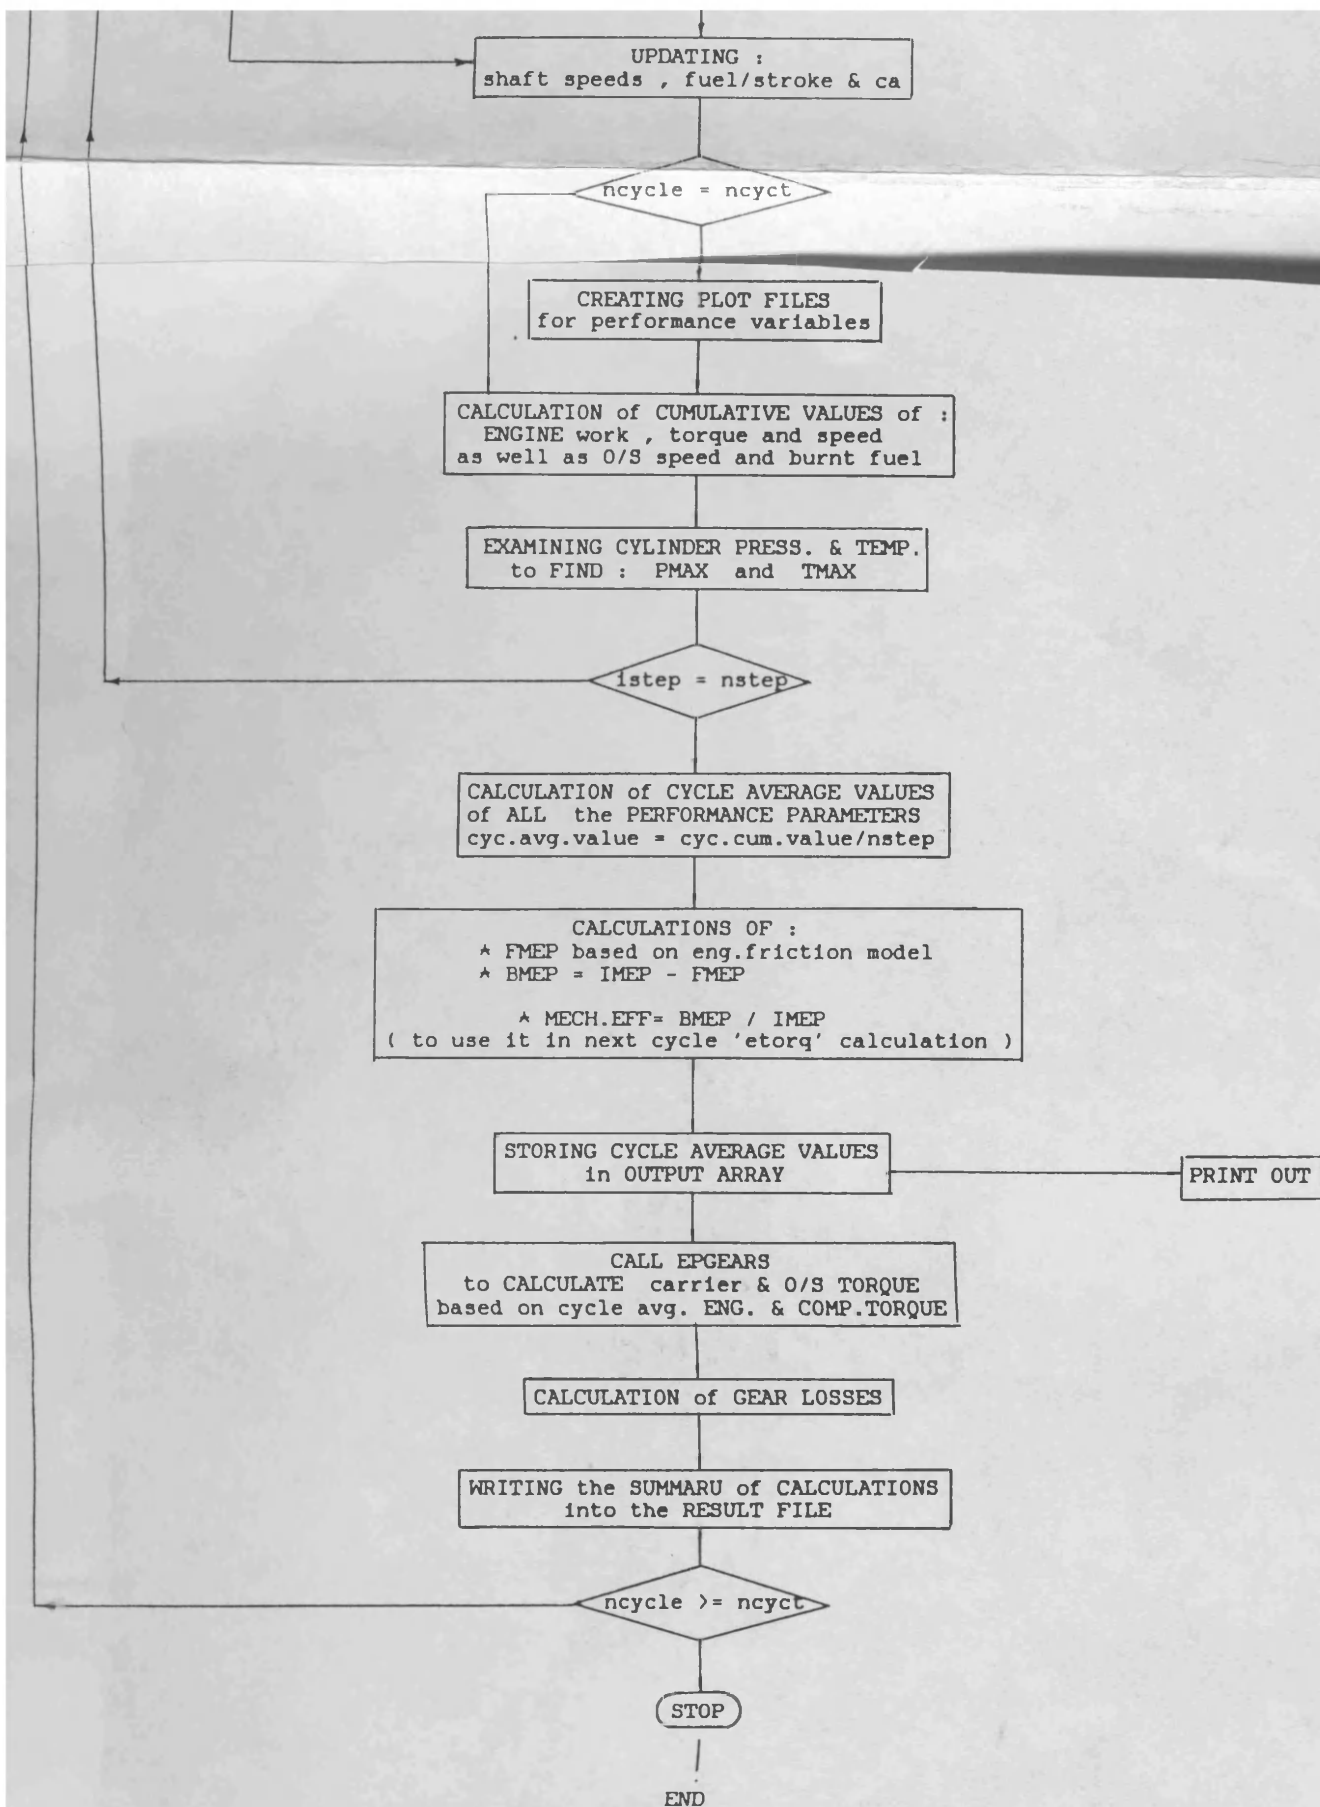 UPDATING :
shaft speeds , fuel/stroke & ca
ncycle = ncyct
CREATING PLOT FILES
for performance variables
CALCULATION of CUMULATIVE VALUES of :
ENGINE work , torque and speed
as well as O/S speed and burnt fuel
EXAMINING CYLINDER PRESS. & TEMP.
to FIND : PMAX and TMAX
istep = nstep
CALCULATION of CYCLE AVERAGE VALUES
of ALL the PERFORMANCE PARAMETERS
cyc.avg.value = cyc.cum.value/nstep
CALCULATIONS OF :
* FMEP based on eng.friction model
* BMEP = IMEP - FMEP
* MECH.EFF= BMEP / IMEP
( to use it in next cycle 'etorq' calculation )
STORING CYCLE AVERAGE VALUES
in OUTPUT ARRAY
PRINT OUT
CALL EPGEARS
to CALCULATE carrier & O/S TORQUE
based on cycle avg. ENG. & COMP.TORQUE
CALCULATION of GEAR LOSSES
WRITING the SUMMARU of CALCULATIONS
into the RESULT FILE
ncycle >= ncyct
STOP
END